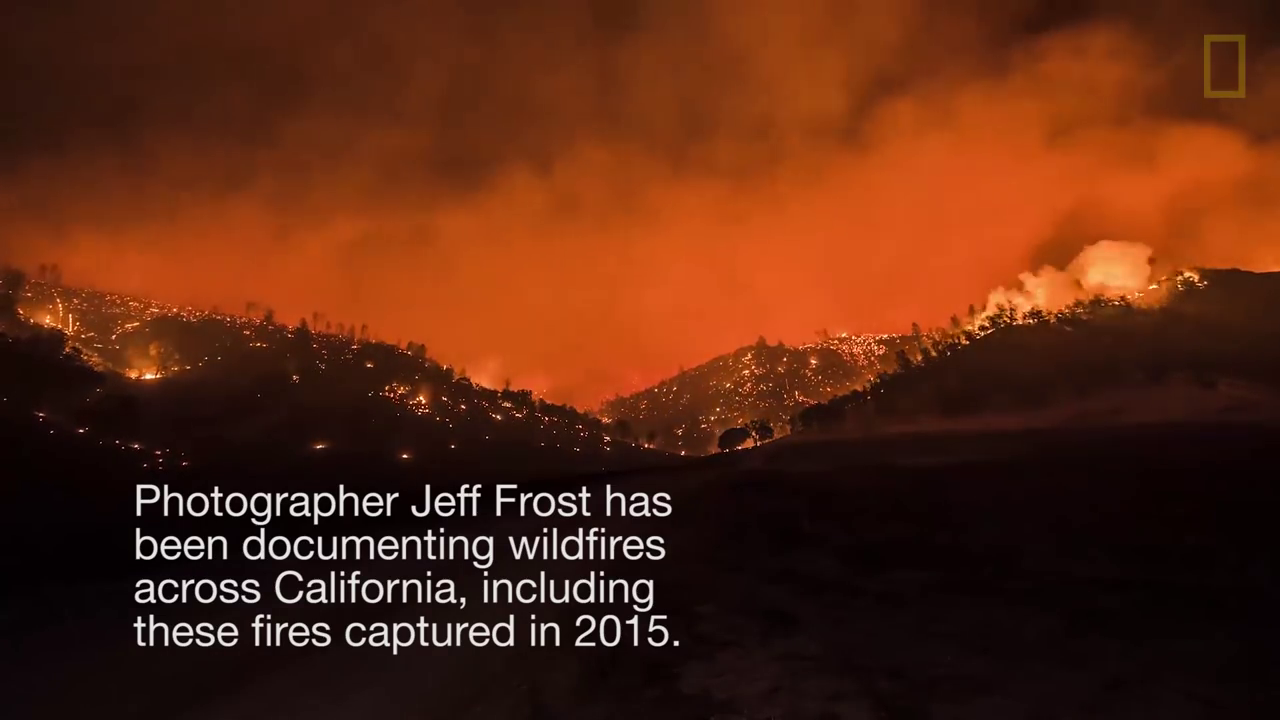 Photographer Jeff Frost has
been documenting wildfires
across California, including
these fires captured in 2015.